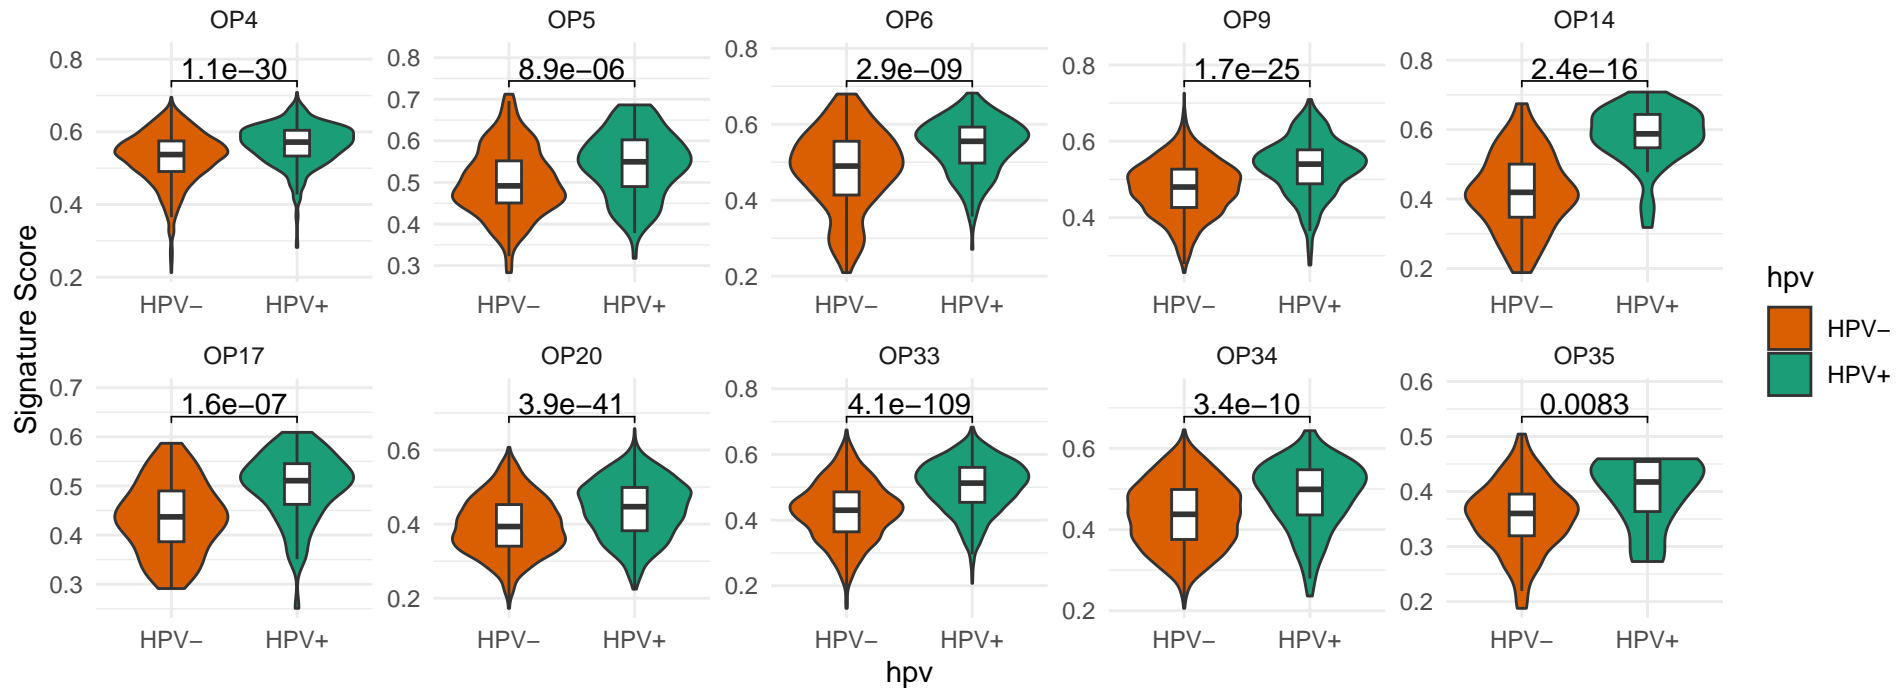 OP4 OP5 OP6 OP9 OP14
0.8 0.6 0.4 0.2 1.1e−30 HPV− HPV+
0.8 0.7 0.6 0.5 0.4 0.3 8.9e−06 HPV− HPV+
0.8 0.6 0.4 0.2 2.9e−09 HPV− HPV+
0.8 0.6 0.4 1.7e−25 HPV− HPV+
0.8 0.6 0.4 0.2 2.4e−16 HPV− HPV+
OP17 OP20 OP33 OP34 OP35
0.7 0.6 0.5 0.4 0.3 1.6e−07 HPV− HPV+
0.6 0.4 0.2 3.9e−41 HPV− HPV+
0.8 0.6 0.4 0.2 4.1e−109 HPV− HPV+
0.6 0.4 0.2 3.4e−10 HPV− HPV+
0.6 0.5 0.4 0.3 0.2 0.0083 HPV− HPV+
Signature Score
hpv
hpv
HPV−
HPV+